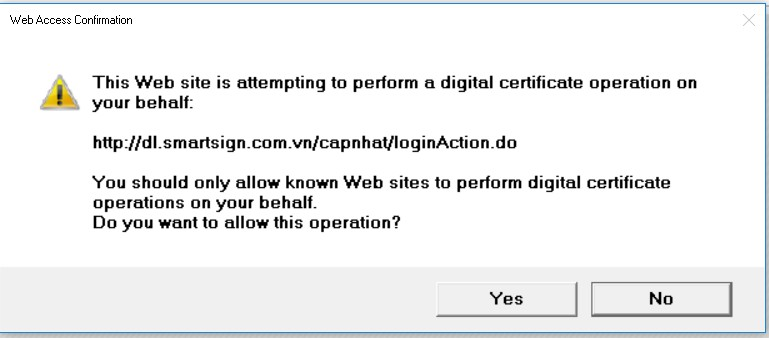 Web Access Confirmation
This Web site is attempting to perform a digital certificate operation on
your behalf:
http://dl.smartsign.com.vn/capnhat/loginAction.do
You should only allow known Web sites to perform digital certificate
operations on your behalf.
Do you want to allow this operation?
Yes
No